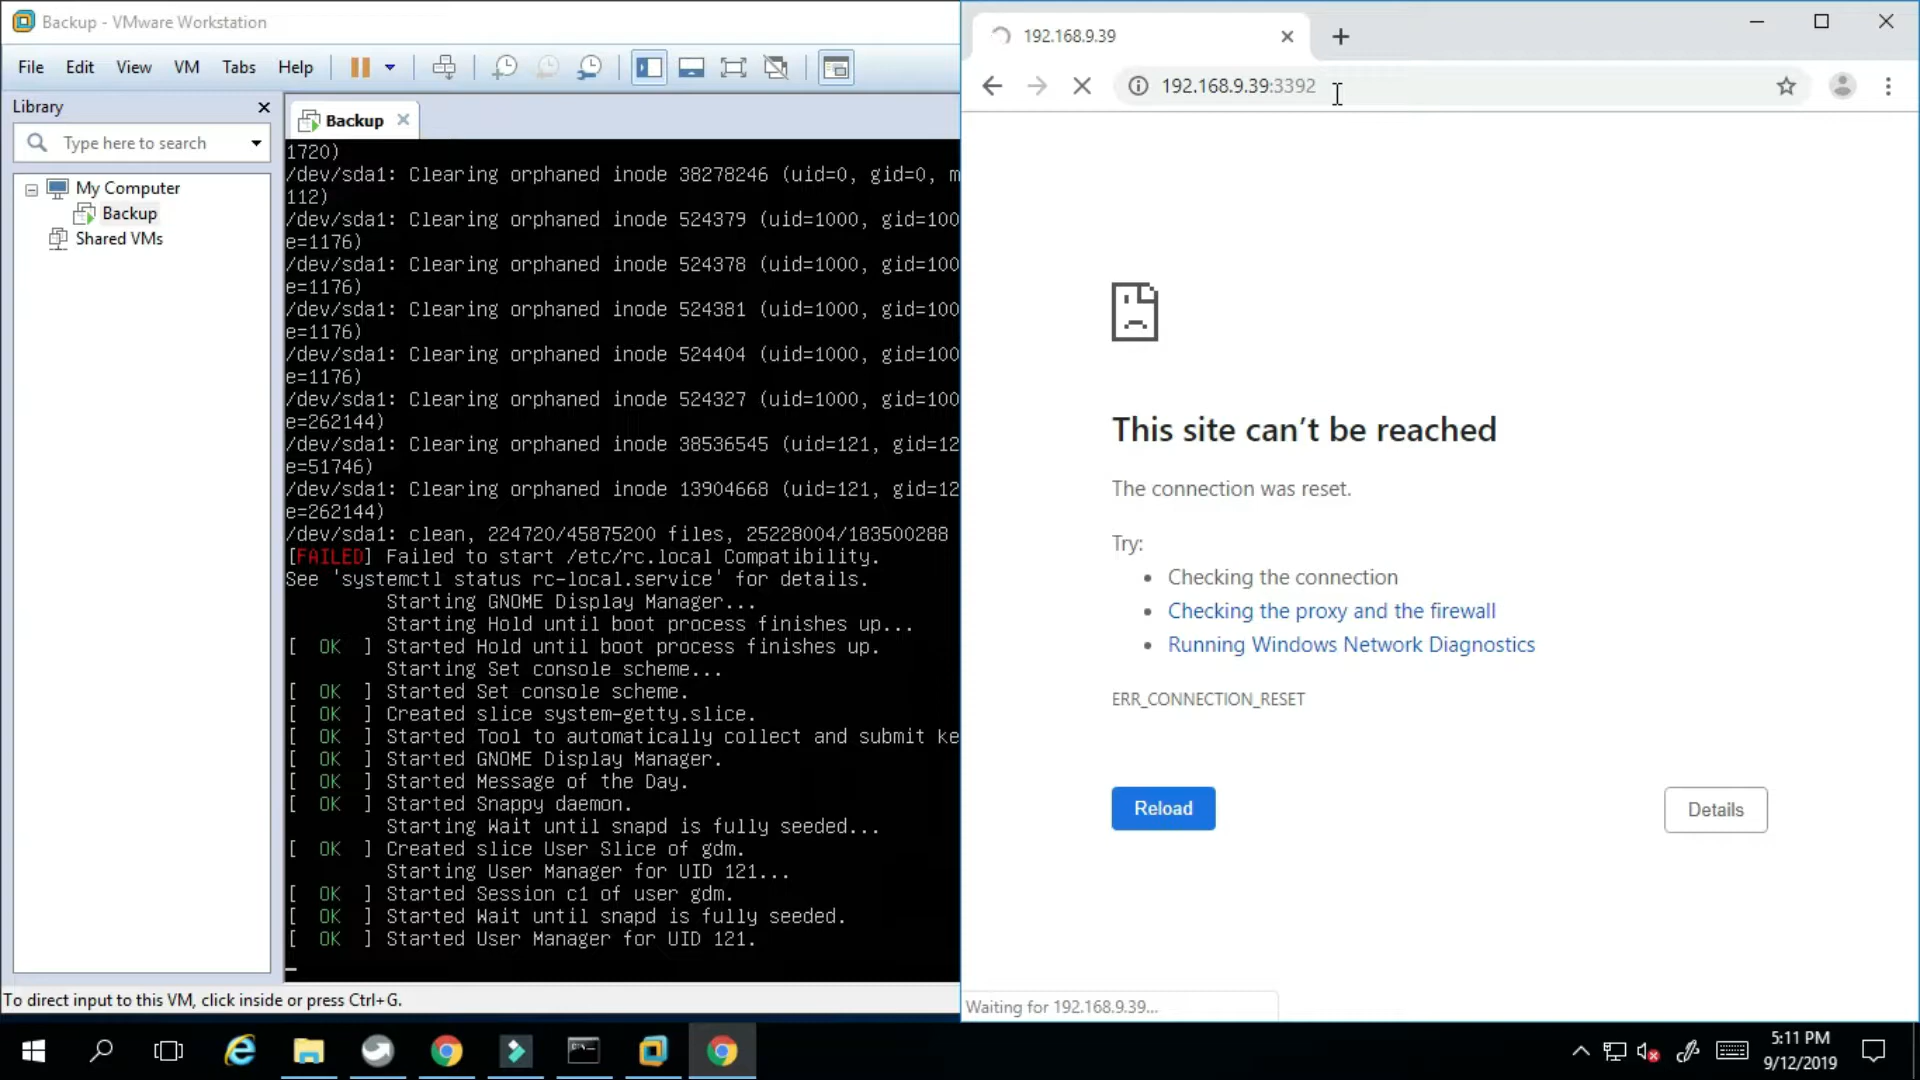 Backup - VMware Workstation
File Edit View VM Tabs Help
Library
Type here to search
My Computer
Backup
Shared VMs
Backup
1720)
/dev/sda1: Clearing orphaned inode 38278246 (uid=0, gid=0, m
112)
/dev/sda1: Clearing orphaned inode 524379 (uid=1000, gid=100
e=1176)
/dev/sda1: Clearing orphaned inode 524378 (uid=1000, gid=100
e=1176)
/dev/sda1: Clearing orphaned inode 524381 (uid=1000, gid=100
e=1176)
/dev/sda1: Clearing orphaned inode 524404 (uid=1000, gid=100
e=1176)
/dev/sda1: Clearing orphaned inode 524327 (uid=1000, gid=100
e=262144)
/dev/sda1: Clearing orphaned inode 38536545 (uid=121, gid=12
e=51746)
/dev/sda1: Clearing orphaned inode 13904668 (uid=121, gid=12
e=262144)
/dev/sda1: clean, 224720/45875200 files, 25228004/183500288
[FAILED] Failed to start /etc/rc.local Compatibility.
See 'systemctl status rc-local.service' for details.
Starting GNOME Display Manager...
Starting Hold until boot process finishes up...
[ OK ] Started Hold until boot process finishes up.
Starting Set console scheme...
[ OK ] Started Set console scheme.
[ OK ] Created slice system-getty.slice.
[ OK ] Started Tool to automatically collect and submit ke
[ OK ] Started GNOME Display Manager.
[ OK ] Started Message of the Day.
[ OK ] Started Snappy daemon.
Starting Wait until snapd is fully seeded...
[ OK ] Created slice User Slice of gdm.
Starting User Manager for UID 121...
[ OK ] Started Session c1 of user gdm.
[ OK ] Started Wait until snapd is fully seeded.
[ OK ] Started User Manager for UID 121.
To direct input to this VM, click inside or press Ctrl+G.
192.168.9.39
192.168.9.39:3392
This site can’t be reached
The connection was reset.
Try:
Checking the connection
Checking the proxy and the firewall
Running Windows Network Diagnostics
ERR_CONNECTION_RESET
Reload
Details
Waiting for 192.168.9.39...
5:11 PM
9/12/2019